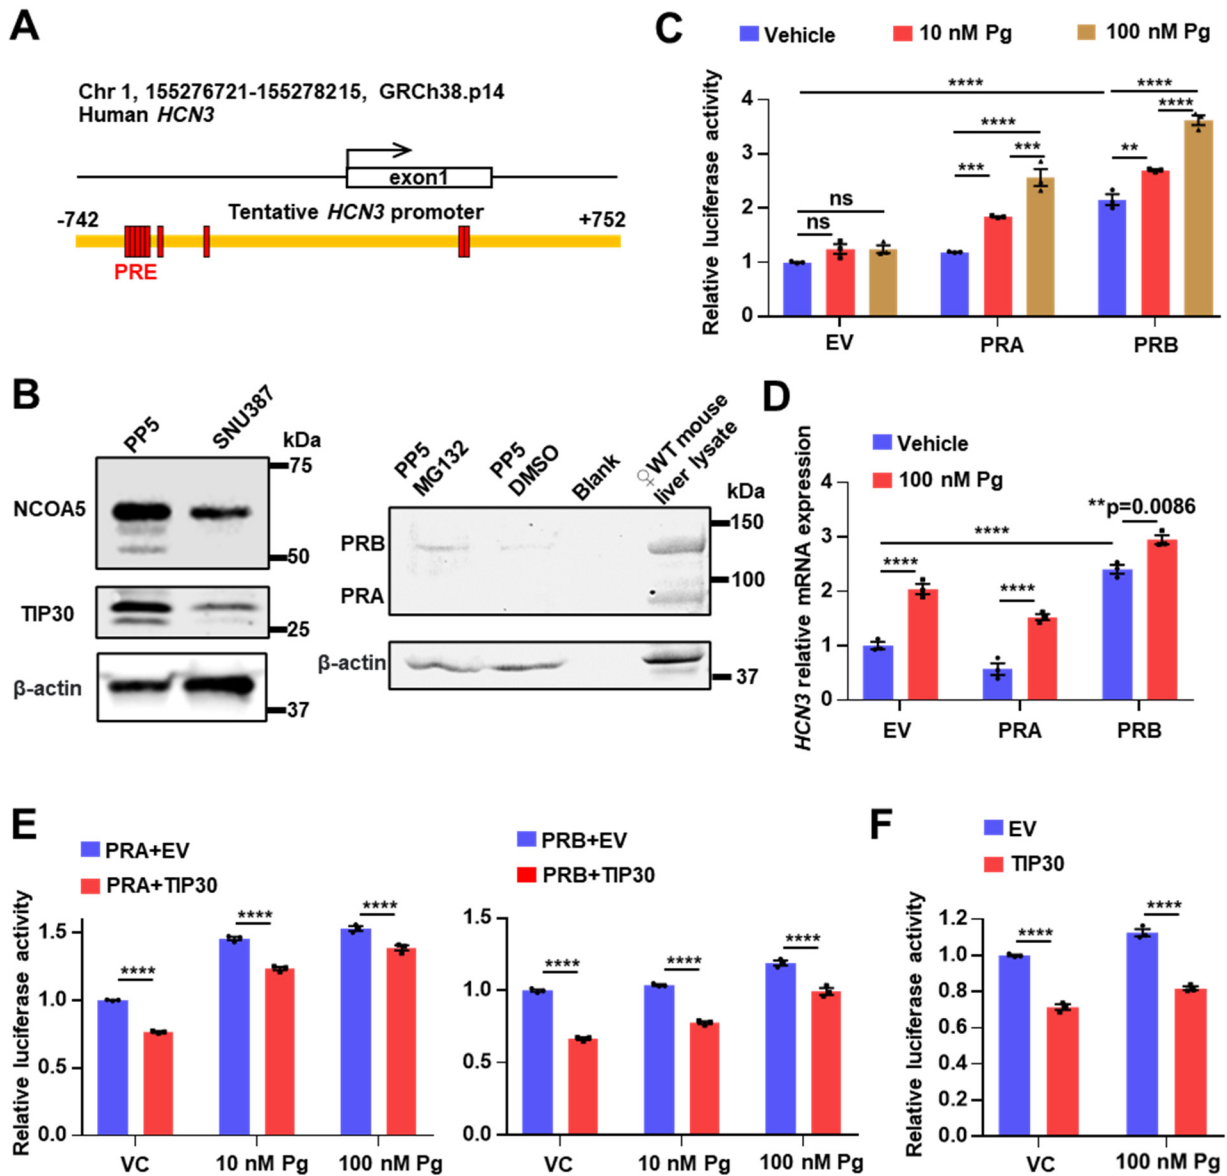 A
Chr 1, 155276721-155278215, GRCh38.p14
Human HCN3
exon1
Tentative HCN3 promoter
-742
+752
PRE
C
Vehicle
10 nM Pg
100 nM Pg
Relative luciferase activity
4
3
2
1
0
ns
ns
***
****
***
****
**
****
****
EV
PRA
PRB
B
PP5
SNU387
kDa
75
NCOA5
50
TIP30
25
β-actin
37
PP5
MG132
PP5
DMSO
Blank
♀WT mouse
liver lysate
kDa
150
PRB
100
PRA
β-actin
37
D
Vehicle
100 nM Pg
HCN3 relative mRNA expression
4
3
2
1
0
****
****
****
**p=0.0086
EV
PRA
PRB
E
PRA+EV
PRA+TIP30
Relative luciferase activity
1.5
1.0
0.5
0.0
****
****
****
VC
10 nM Pg
100 nM Pg
PRB+EV
PRB+TIP30
1.5
1.0
0.5
0.0
****
****
****
VC
10 nM Pg
100 nM Pg
F
EV
TIP30
Relative luciferase activity
1.2
1.0
0.8
0.6
0.4
0.2
0.0
****
****
VC
100 nM Pg